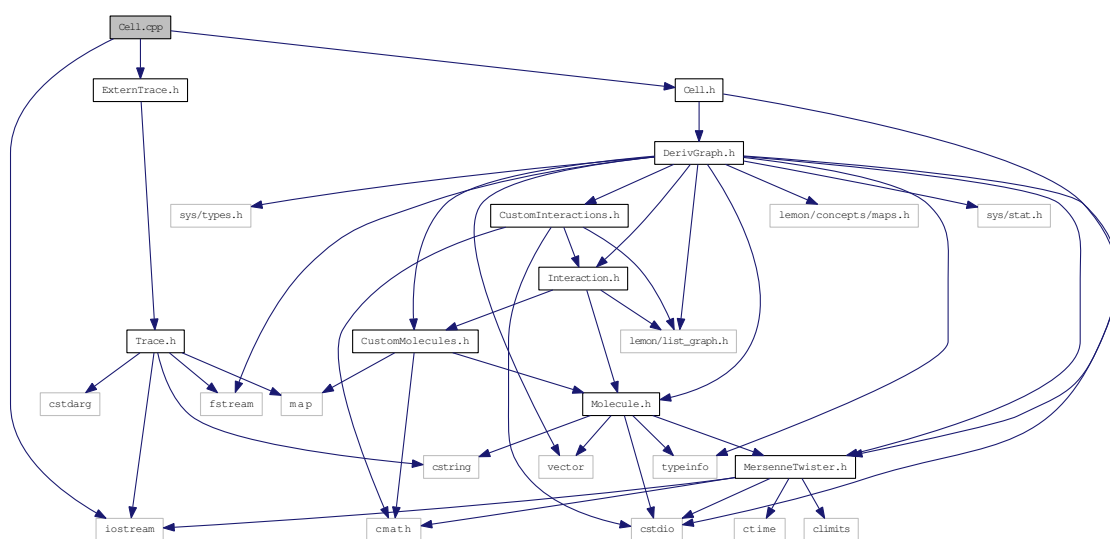 Cell.cpp
ExternTrace.h
Cell.h
DerivGraph.h
sys/types.h
CustomInteractions.h
lemon/concepts/maps.h
sys/stat.h
Interaction.h
Trace.h
CustomMolecules.h
lemon/list_graph.h
cstdarg
fstream
map
Molecule.h
cstring
vector
typeinfo
MersenneTwister.h
iostream
cmath
cstdio
ctime
climits